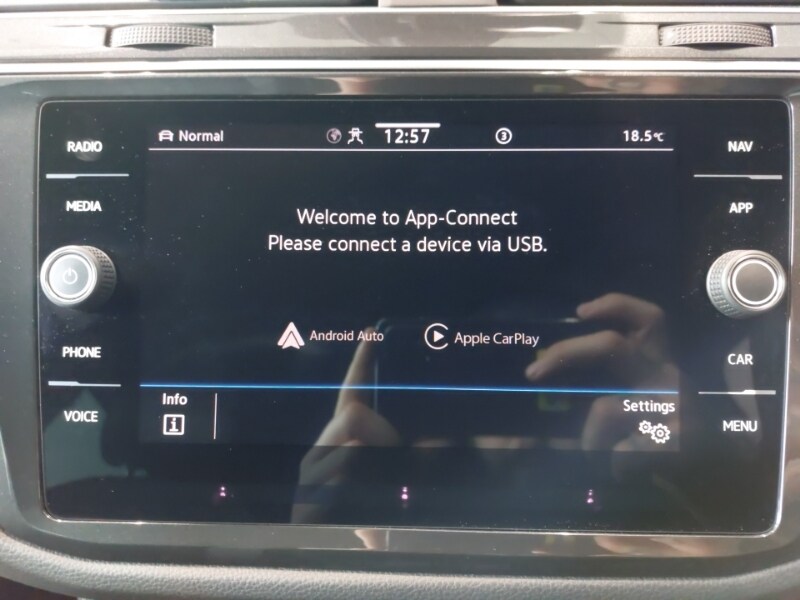 RADIO
MEDIA
PHONE
VOICE
Normal
12:57
3
18.5°C
Welcome to App-Connect
Please connect a device via USB.
Android Auto
Apple CarPlay
Info
i
Settings
NAV
APP
CAR
MENU